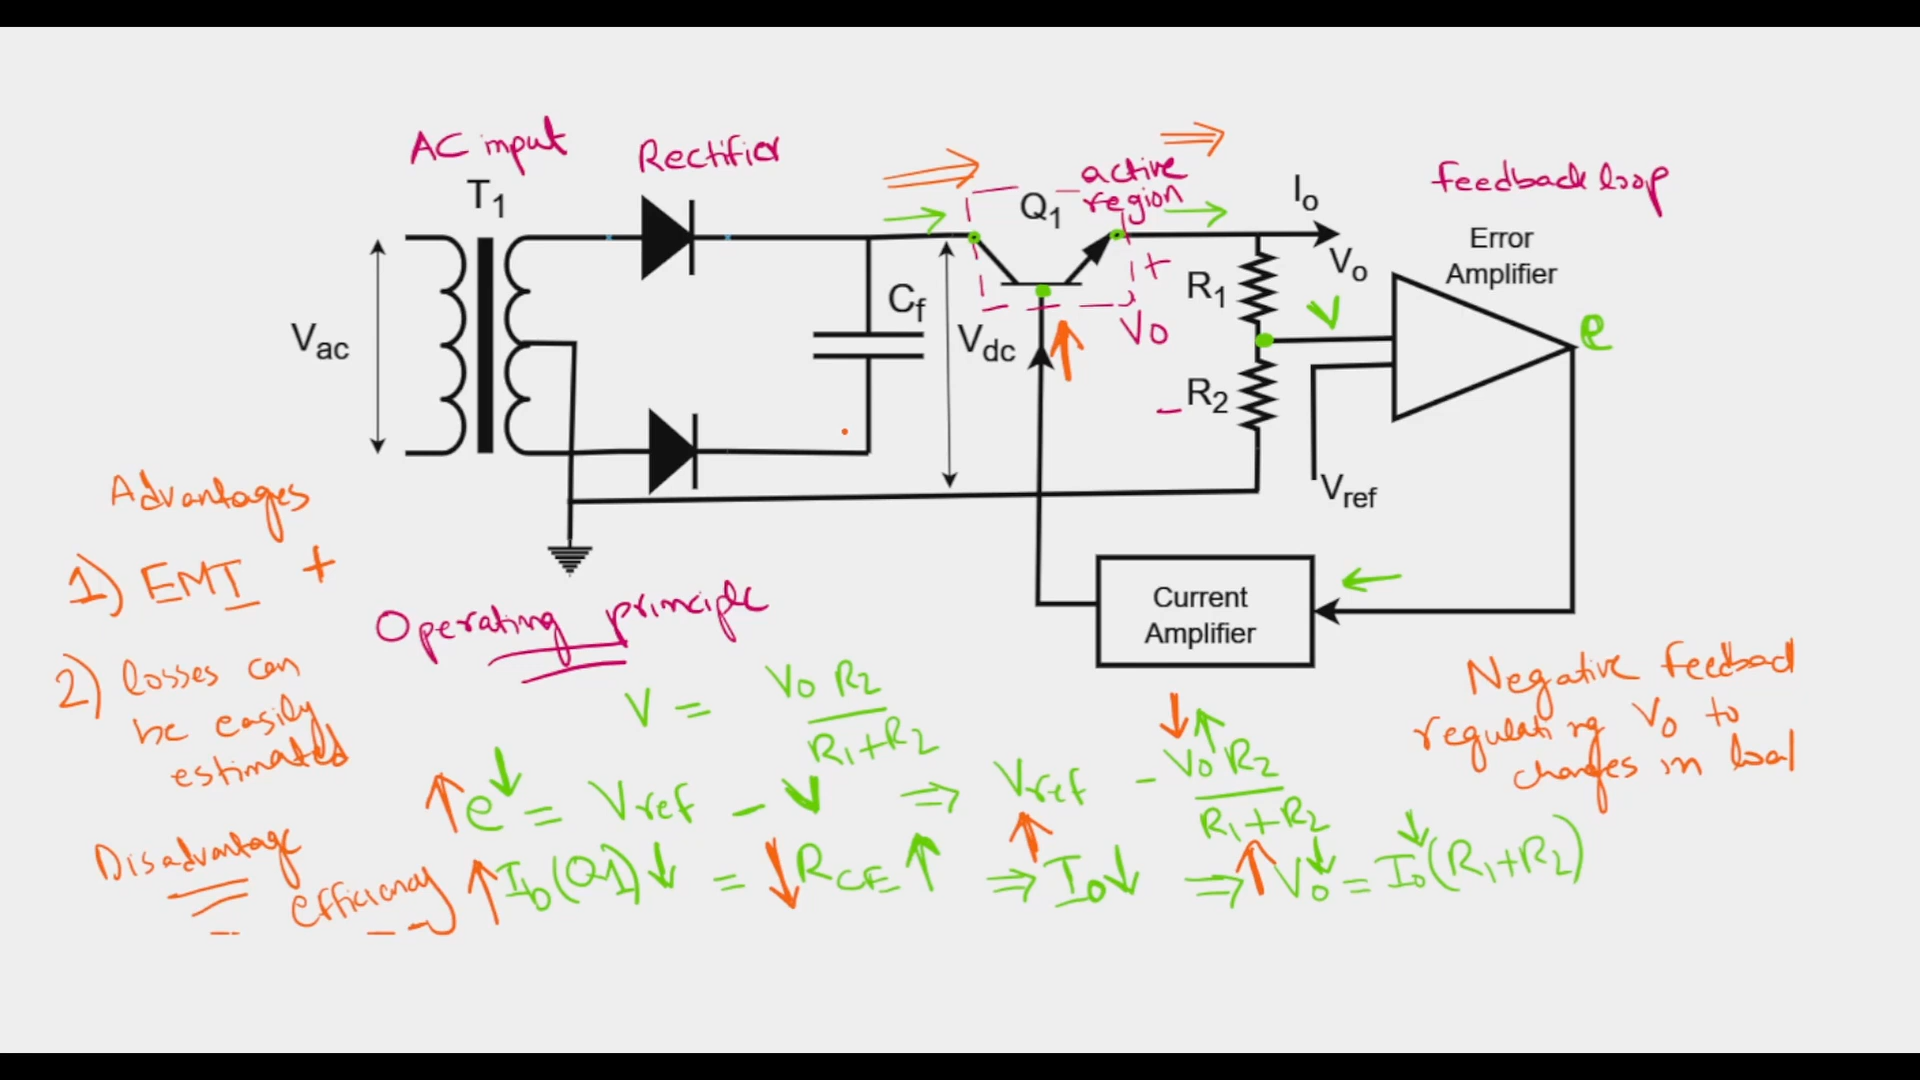 AC input
Rectifier
active
region
feedback loop
T1
Q1
Io
Error
Amplifier
Vo
R1
V
e
Cf
Vac
Vdc
+
Vo
R2
-
Vref
Advantages
1) EMI +
Current
Amplifier
Operating principle
2) losses can
be easily
estimated
V = Vo R2 / R1+R2
Negative feedback
regulating Vo to
changes in load
↑ e ↓ = Vref - V ⇒ Vref - ↓ Vo ↑ R2 / R1+R2
Disadvantage
efficiency
↑ Ib(Q1) ↓ = ↓ RCE ↑ ⇒ ↑ Io ↓ ⇒ ↑ Vo ↓ = Io ↓ (R1+R2)